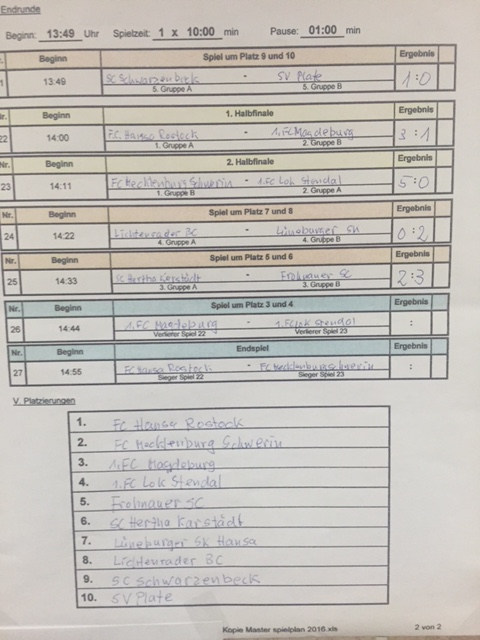 Endrunde
Beginn: 13:49 Uhr Spielzeit: 1 x 10:00 min Pause: 01:00 min
Beginn Spiel um Platz 9 und 10 Ergebnis
13:49 SC Schwarzenbeck - SV Plate 1:0
5. Gruppe A 5. Gruppe B
Nr. Beginn 1. Halbfinale Ergebnis
22 14:00 FC Hansa Rostock - 1. FC Magdeburg 3:1
1. Gruppe A 2. Gruppe B
Nr. Beginn 2. Halbfinale Ergebnis
23 14:11 FC Mecklenburg Schwerin - 1. FC Lok Stendal 5:0
1. Gruppe B 2. Gruppe A
Nr. Beginn Spiel um Platz 7 und 8 Ergebnis
24 14:22 Lichtenrader BC - Lüneburger SK 0:2
4. Gruppe A 4. Gruppe B
Nr. Beginn Spiel um Platz 5 und 6 Ergebnis
25 14:33 SC Hertha Karstädt - Frohnauer SC 2:3
3. Gruppe A 3. Gruppe B
Nr. Beginn Spiel um Platz 3 und 4 Ergebnis
26 14:44 1. FC Magdeburg - 1. FC Lok Stendal :
Verlierer Spiel 22 Verlierer Spiel 23
Nr. Beginn Endspiel Ergebnis
27 14:55 FC Hansa Rostock - FC Mecklenburg Schwerin :
Sieger Spiel 22 Sieger Spiel 23
V. Platzierungen
1. FC Hansa Rostock
2. FC Mecklenburg Schwerin
3. 1. FC Magdeburg
4. 1. FC Lok Stendal
5. Frohnauer SC
6. SC Hertha Karstädt
7. Lüneburger SK Hansa
8. Lichtenrader BC
9. SC Schwarzenbeck
10. SV Plate
Kopie Master spielplan 2016.xls 2 von 2